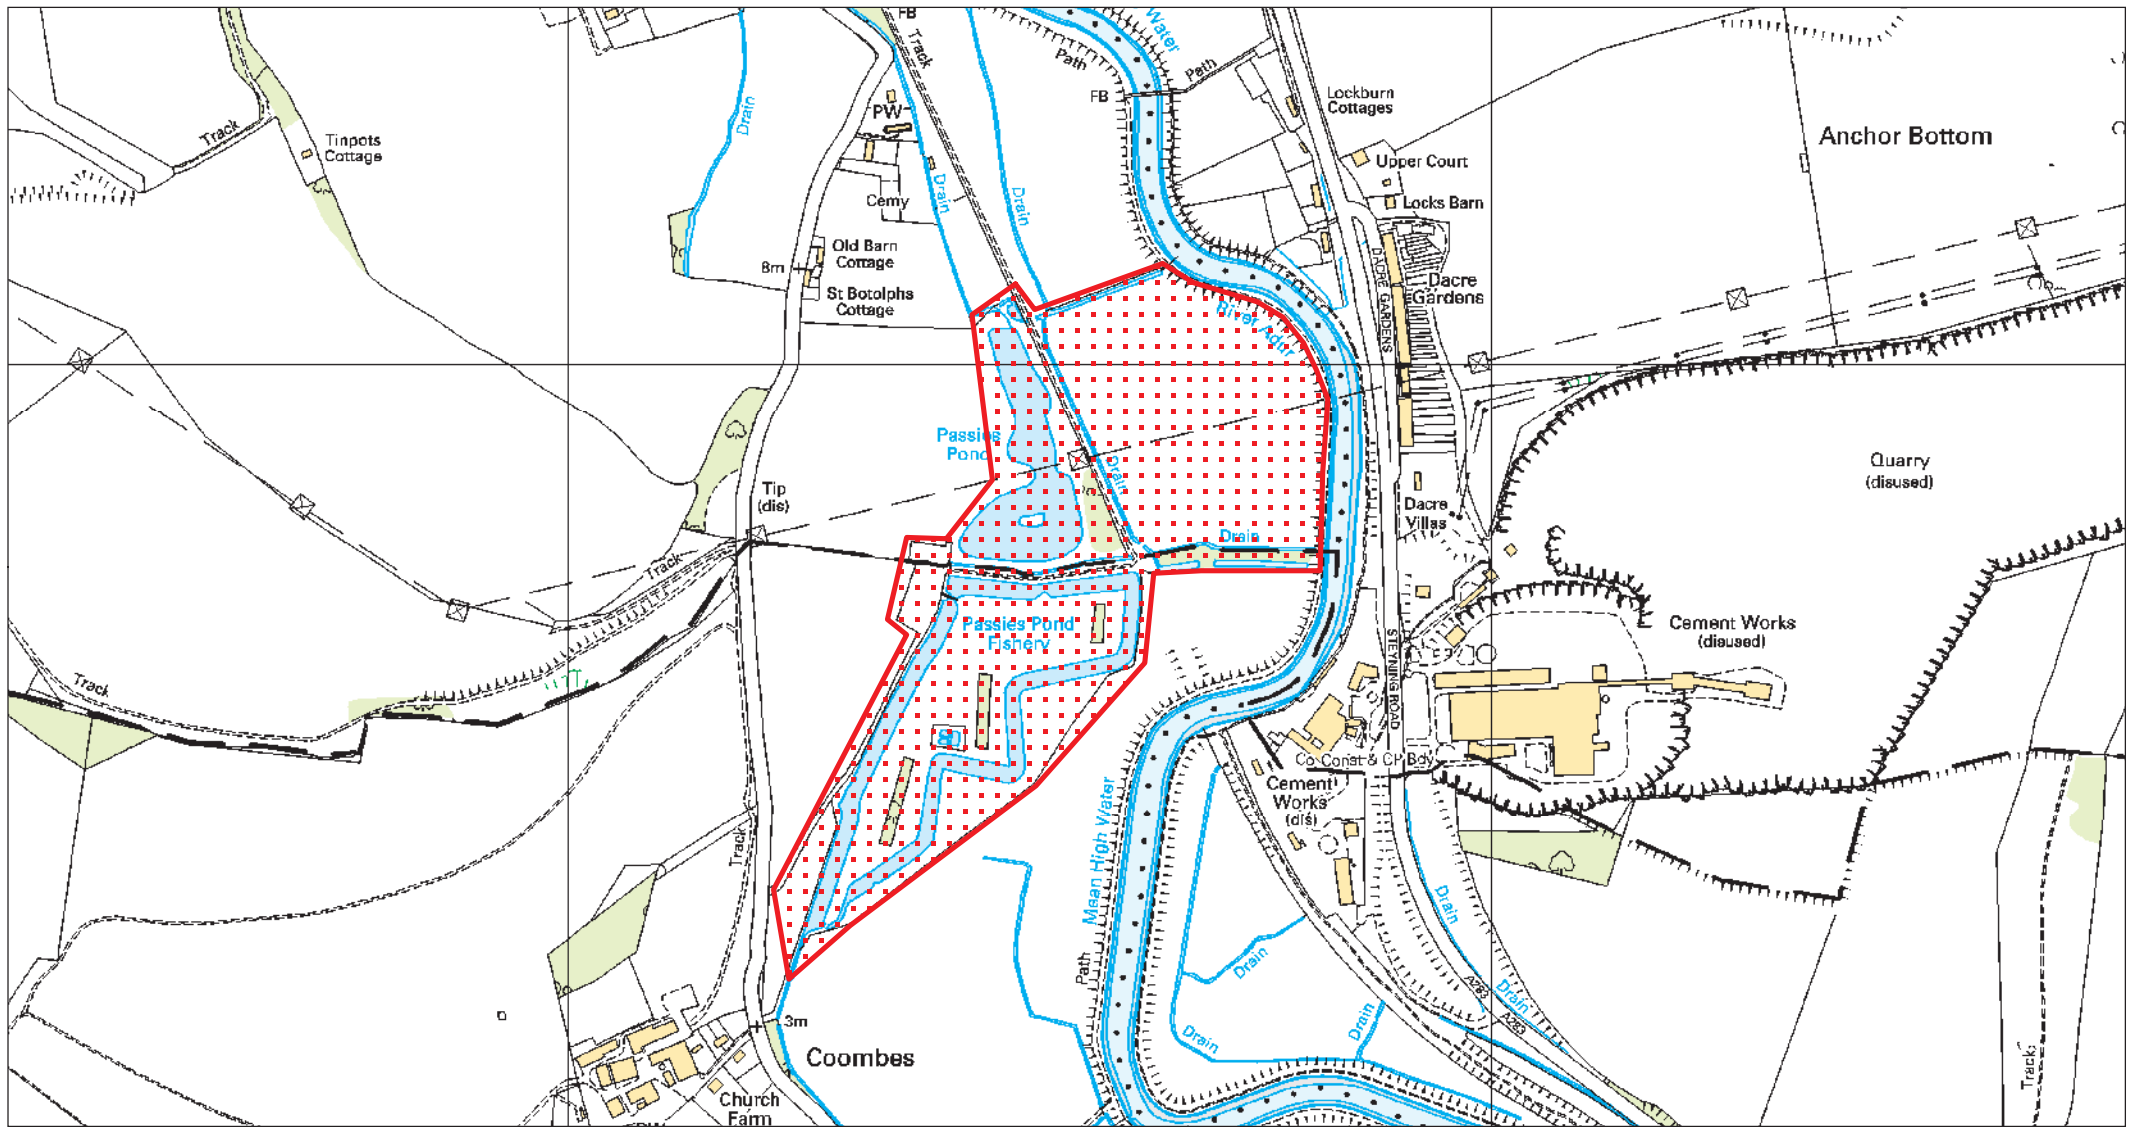 FB
Track
Water
Path
Path
FB
Lockburn
Cottages
Drain
PW
Track
Tinpots
Cottage
Anchor Bottom
Upper Court
Drain
Drain
Cemy
Locks Barn
Old Barn
Cottage
8m
St Botolphs
Cottage
DACRE GARDENS
Dacre
Gardens
River Adur
Passies
Pond
Drain
Quarry
(disused)
Tip
(dis)
Dacre
Villas
Drain
Track
Passies Pond
Fishery
Cement Works
(disused)
STEYNING ROAD
Track
Co Const & CP Bdy
Cement
Works
(dis)
Mean High Water
Track
Drain
Path
Drain
A283
Drain
A283
Drain
Drain
3m
Coombes
Track
Church
Farm
PW